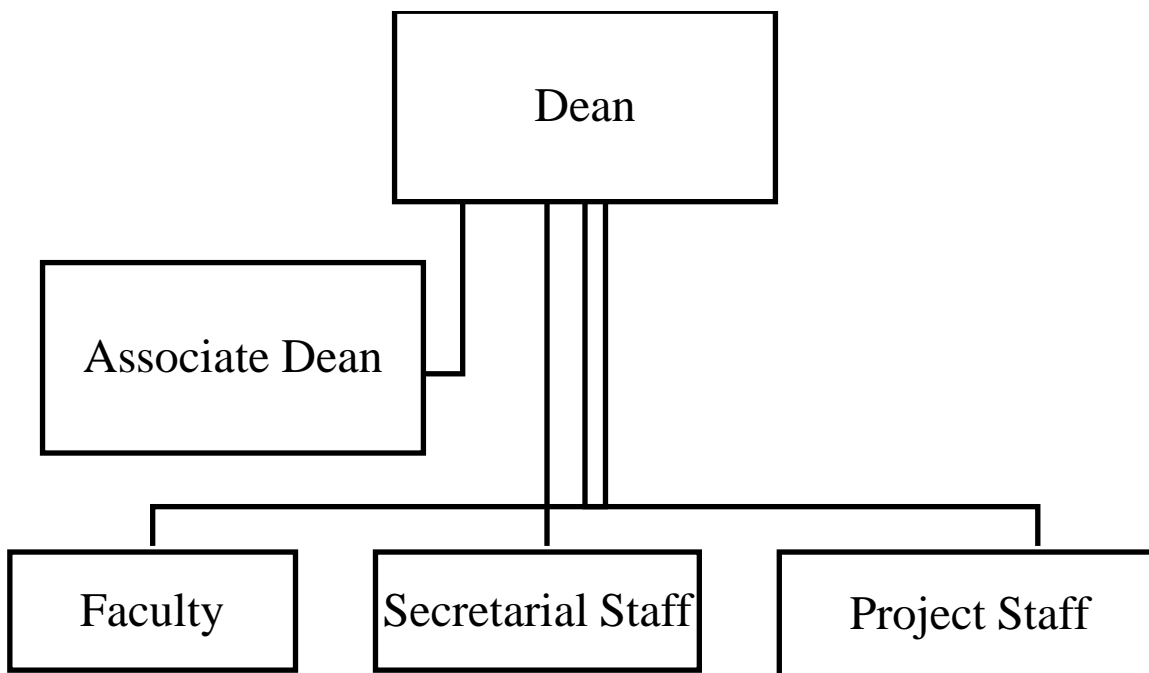 Dean
Associate Dean
Faculty
Secretarial Staff
Project Staff